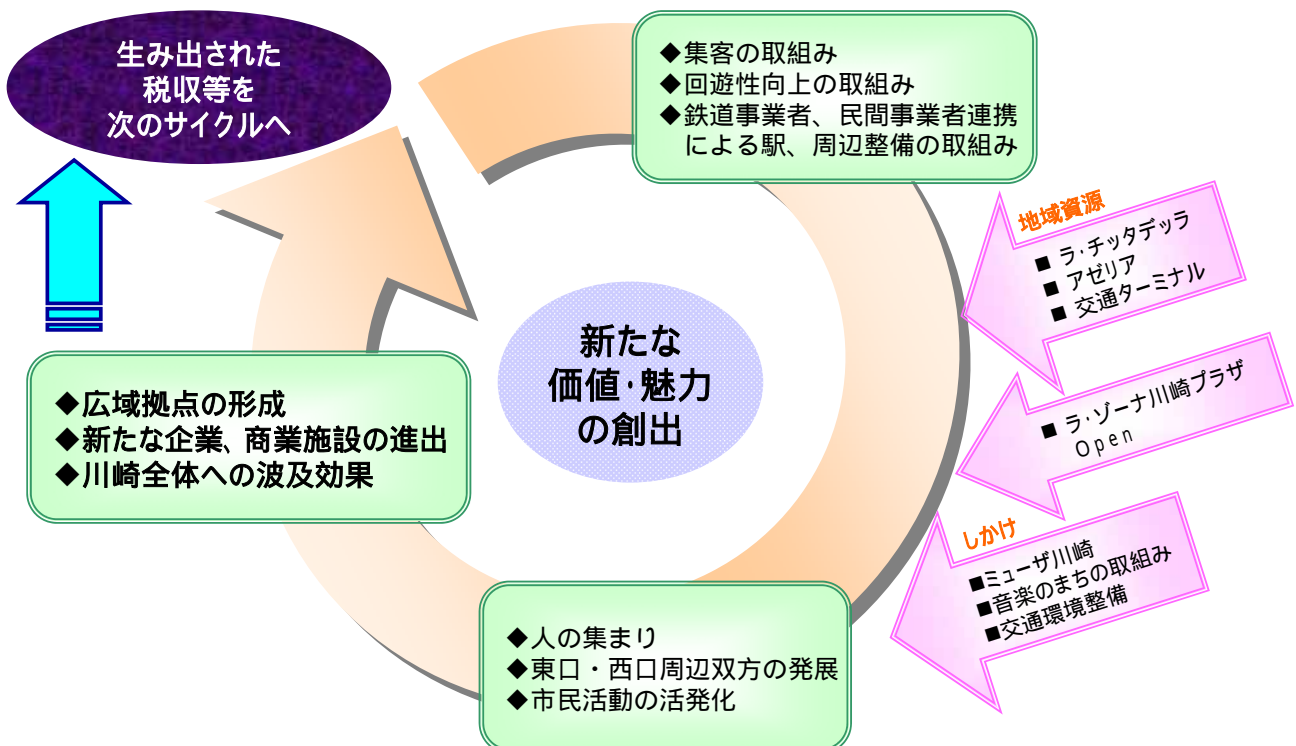 生み出された
税収等を
次のサイクルへ
◆集客の取組み
◆回遊性向上の取組み
◆鉄道事業者、民間事業者連携
による駅、周辺整備の取組み
地域資源
■ ラ・チッタデッラ
■ アゼリア
■ 交通ターミナル
新たな
価値・魅力
の創出
■ ラ・ゾーナ川崎プラザ
Open
◆広域拠点の形成
◆新たな企業、商業施設の進出
◆川崎全体への波及効果
しかけ
■ミューザ川崎
■音楽のまちの取組み
■交通環境整備
◆人の集まり
◆東口・西口周辺双方の発展
◆市民活動の活発化